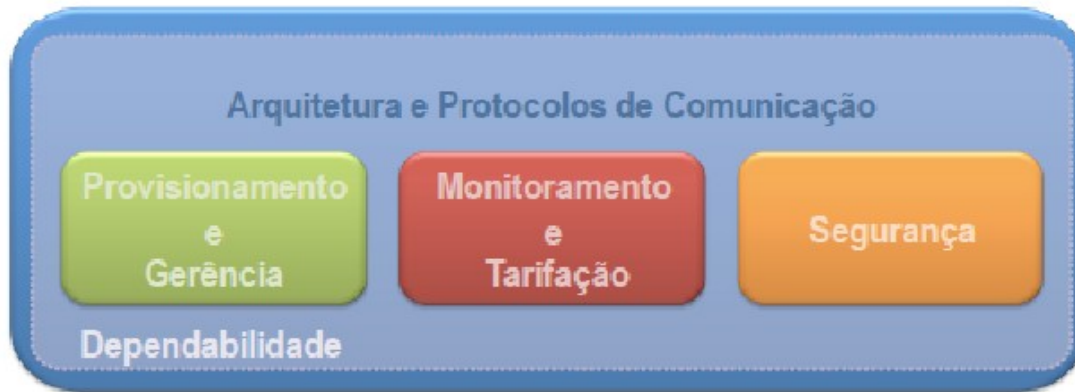 Arquitetura e Protocolos de Comunicação
Provisionamento
e
Gerência
Monitoramento
e
Tarifação
Segurança
Dependabilidade